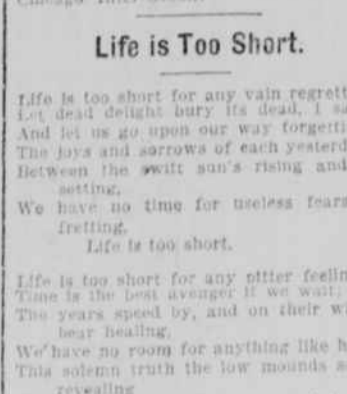 Life is Too Short.
Life is too short for any vain regrett
Let dead delight bury its dead, I sa
And let us go upon our way forgetti
The joys and sorrows of each yesterd
Between the swift sun's rising and
setting,
We have no time for useless fears
fretting,
Life is too short.
Life is too short for any bitter feelin
Time is the best avenger if we wait;
The years speed by, and on their wi
bear healing,
We have no room for anything like h
This solemn truth the low mounds s
revealing